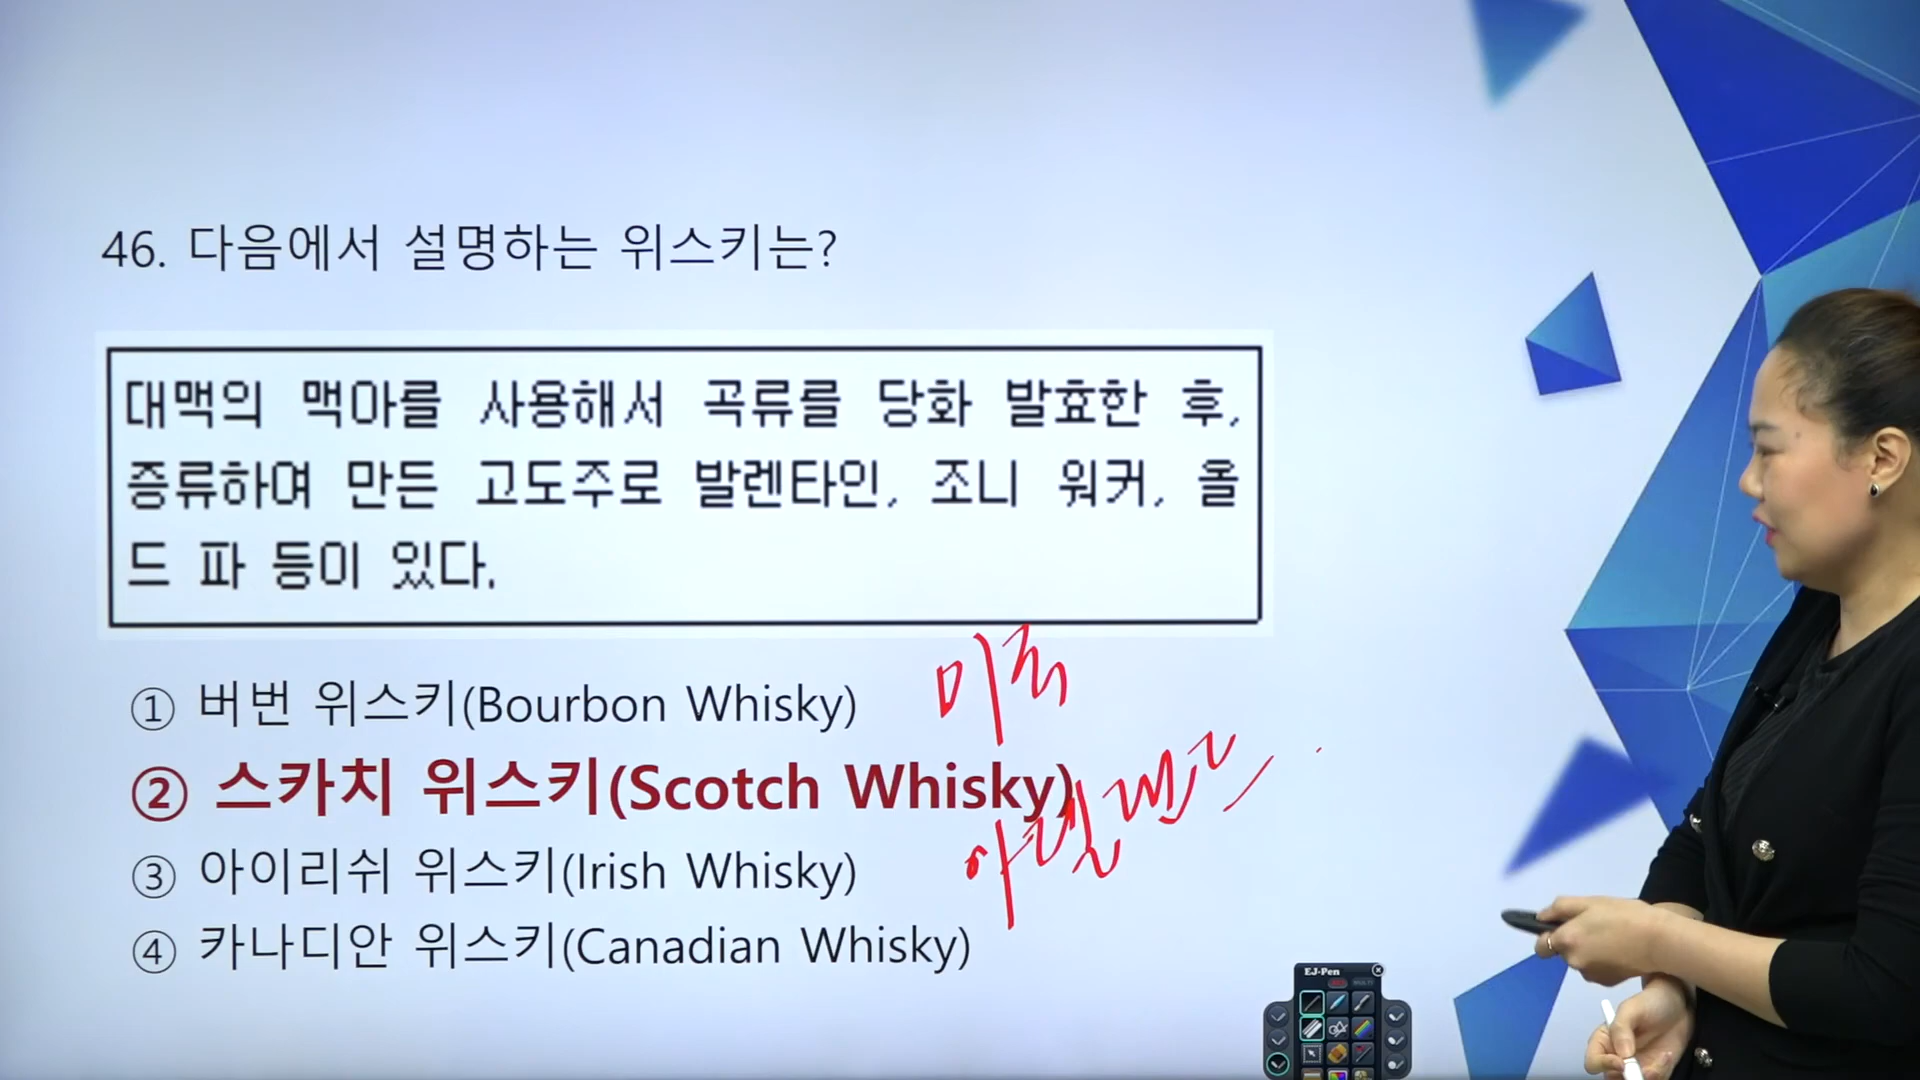 46. 다음에서 설명하는 위스키는?
대맥의 맥아를 사용해서 곡류를 당화 발효한 후,
증류하여 만든 고도주로 발렌타인, 조니 워커, 올
드 파 등이 있다.
미국
① 버번 위스키(Bourbon Whisky)
② 스카치 위스키(Scotch Whisky)
아일랜드
③ 아이리쉬 위스키(Irish Whisky)
④ 카나디안 위스키(Canadian Whisky)
EJ-Pen